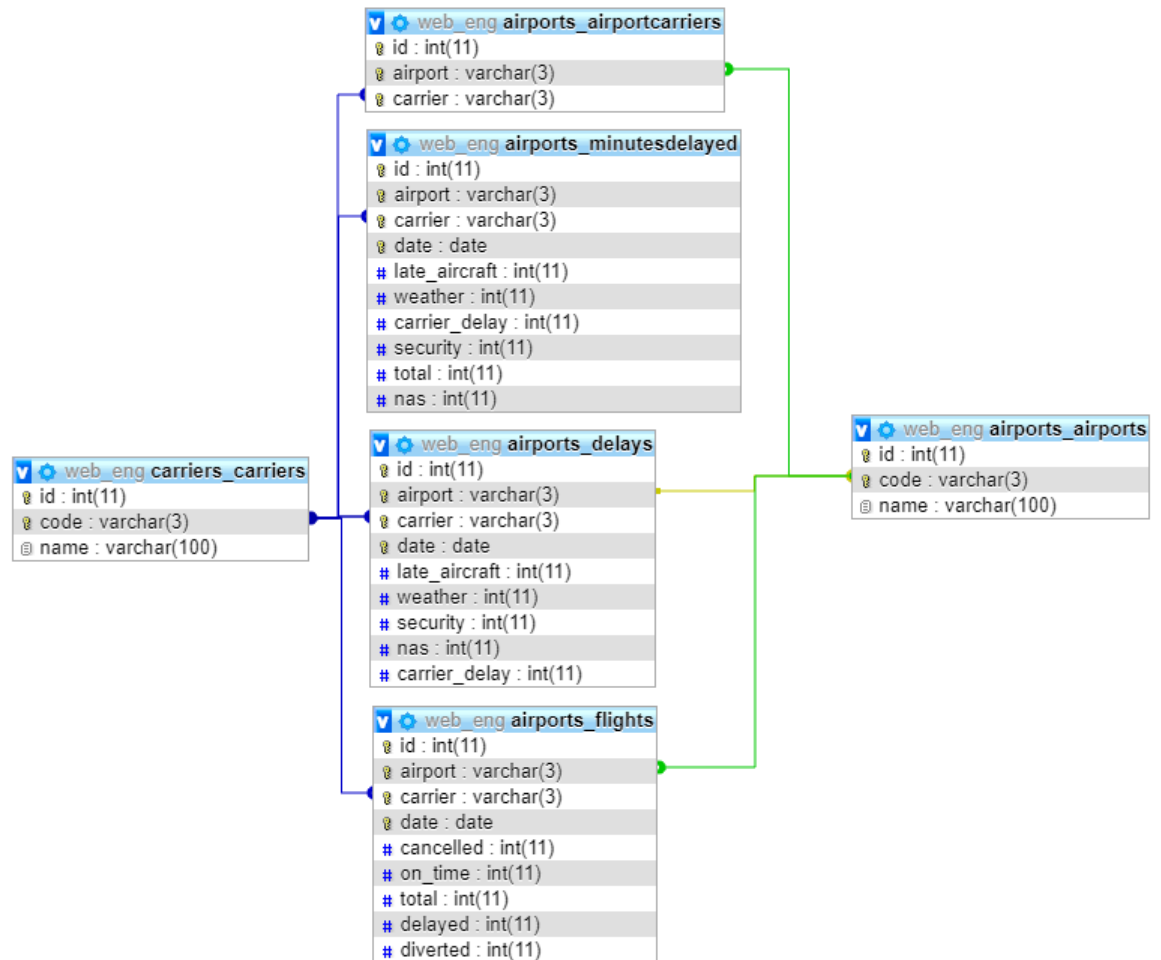 web_eng airports_airportcarriers
id : int(11)
airport : varchar(3)
carrier : varchar(3)
web_eng airports_minutesdelayed
id : int(11)
airport : varchar(3)
carrier : varchar(3)
date : date
late_aircraft : int(11)
weather : int(11)
carrier_delay : int(11)
security : int(11)
total : int(11)
nas : int(11)
web_eng carriers_carriers
id : int(11)
code : varchar(3)
name : varchar(100)
web_eng airports_delays
id : int(11)
airport : varchar(3)
carrier : varchar(3)
date : date
late_aircraft : int(11)
weather : int(11)
security : int(11)
nas : int(11)
carrier_delay : int(11)
web_eng airports_airports
id : int(11)
code : varchar(3)
name : varchar(100)
web_eng airports_flights
id : int(11)
airport : varchar(3)
carrier : varchar(3)
date : date
cancelled : int(11)
on_time : int(11)
total : int(11)
delayed : int(11)
diverted : int(11)